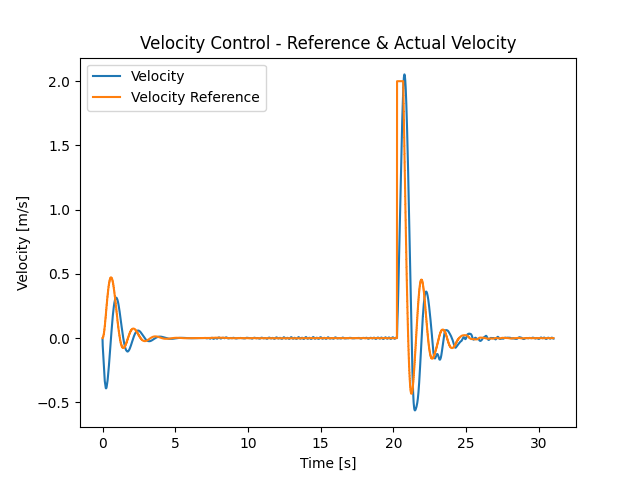 Velocity Control - Reference & Actual Velocity
Velocity
Velocity Reference
2.0
1.5
1.0
0.5
0.0
−0.5
Velocity [m/s]
0 5 10 15 20 25 30
Time [s]